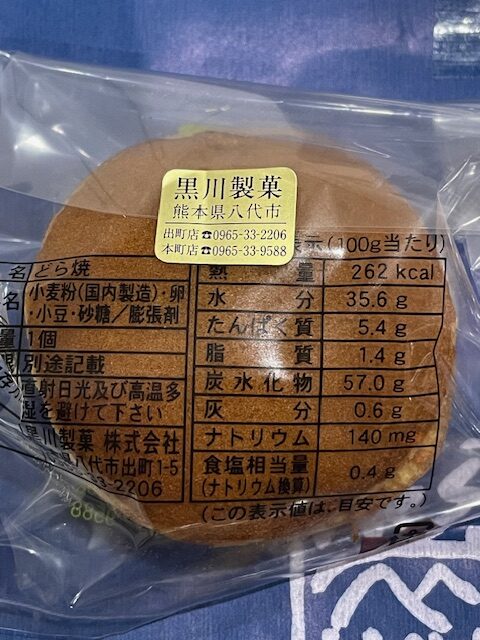 黒川製菓
熊本県八代市
出町店☎0965-33-2206
本町店☎0965-33-9588
名 どら焼
名 小麦粉(国内製造)・卵
・小豆・砂糖／膨張剤
量 1個
限 別途記載
直射日光及び高温多
湿を避けて下さい
黒川製菓 株式会社
八代市出町1-5
33-2206
示(100g当たり)
熱 量 262 kcal
水 分 35.6 g
たんぱく質 5.4 g
脂 質 1.4 g
炭水化物 57.0 g
灰 分 0.6 g
ナトリウム 140 mg
食塩相当量
(ナトリウム換算) 0.4 g
(この表示値は、目安です。)